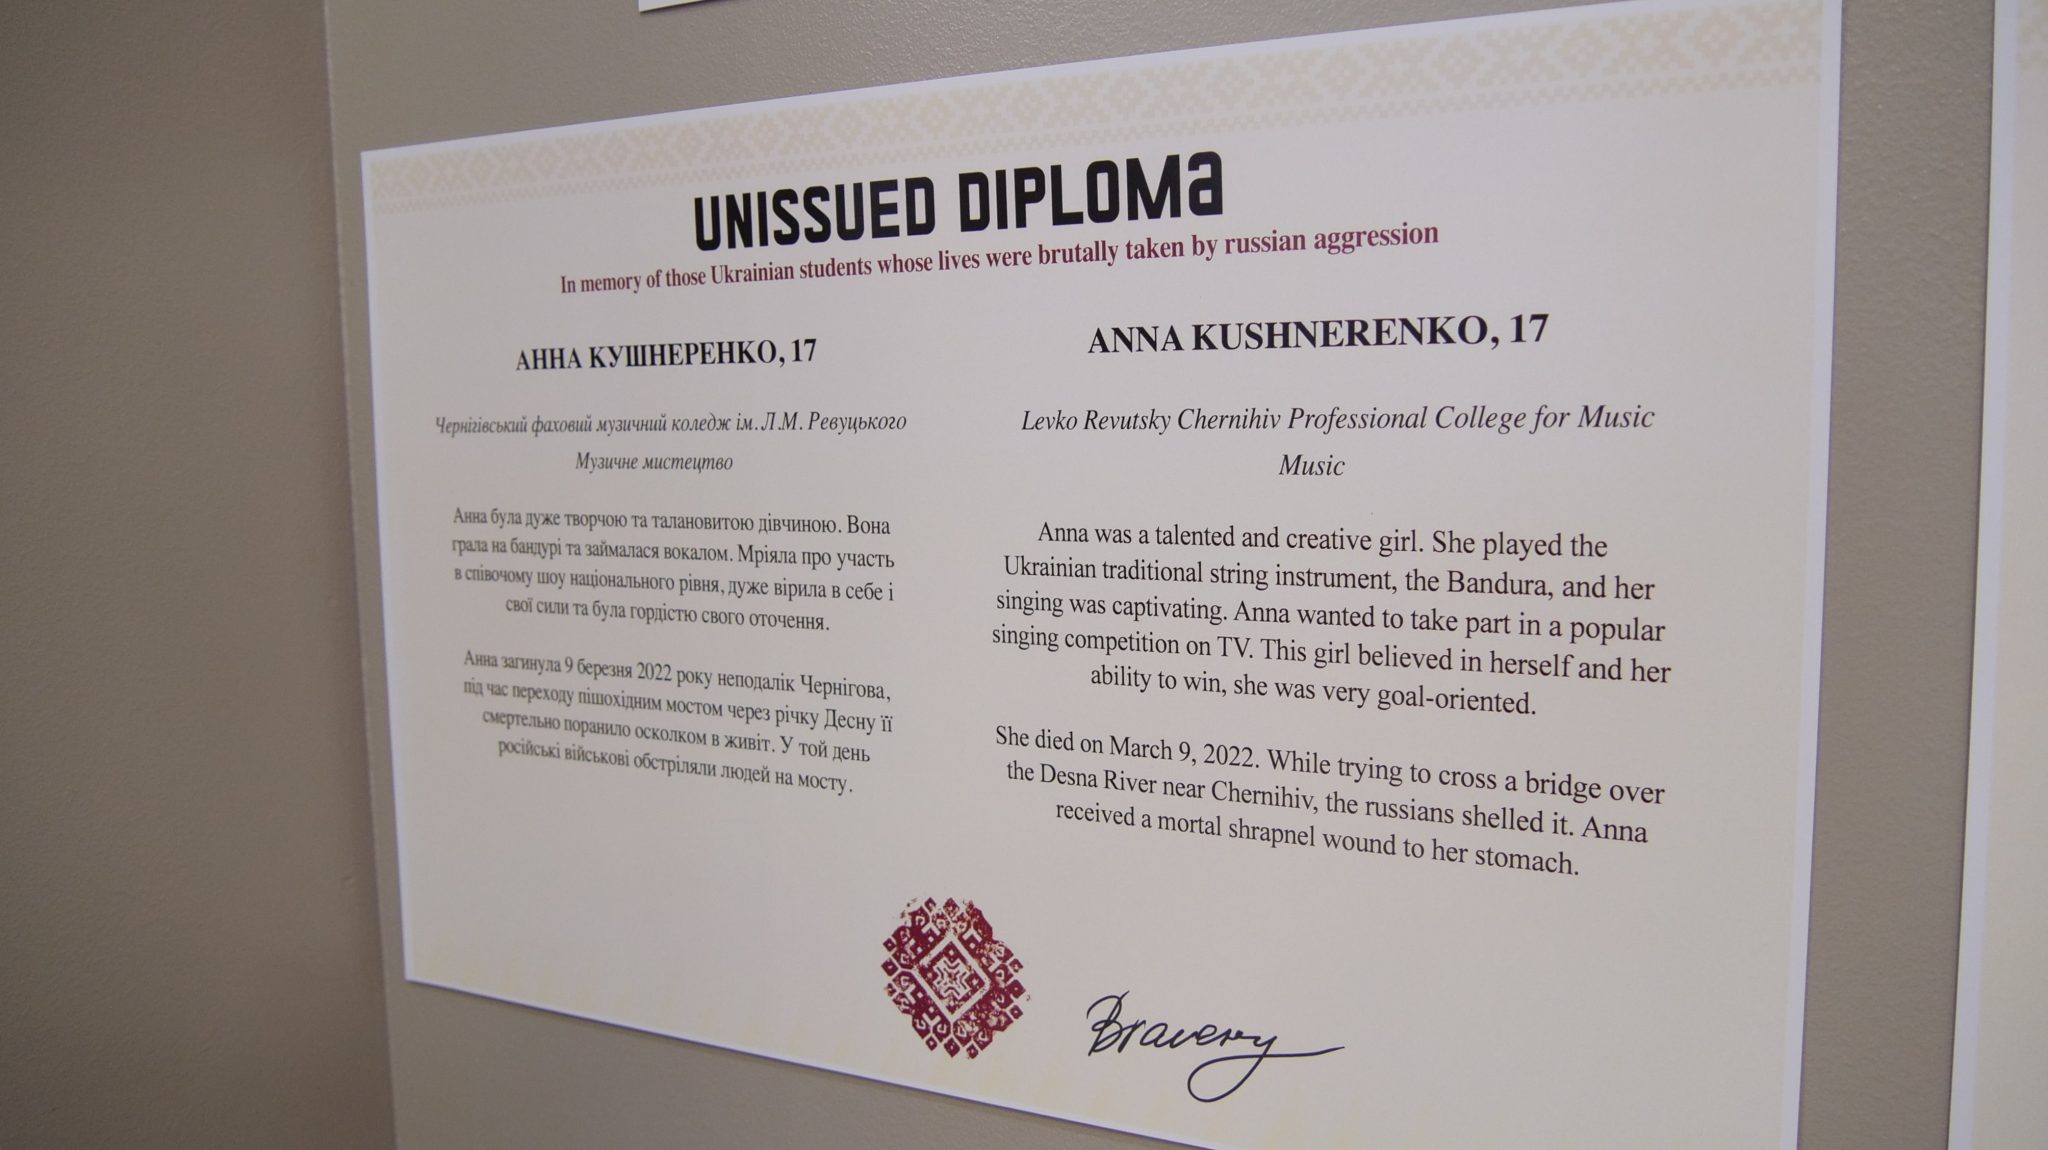 UNISSUED DIPLOMa
In memory of those Ukrainian students whose lives were brutally taken by russian aggression
АННА КУШНЕРЕНКО, 17
Чернігівський фаховий музичний коледж ім. Л.М. Ревуцького
Музичне мистецтво
Анна була дуже творчою та талановитою дівчиною. Вона
грала на бандурі та займалася вокалом. Мріяла про участь
в співочому шоу національного рівня, дуже вірила в себе і
свої сили та була гордістю свого оточення.
Анна загинула 9 березня 2022 року неподалік Чернігова,
під час переходу пішохідним мостом через річку Десну її
смертельно поранило осколком в живіт. У той день
російські військові обстріляли людей на мосту.
ANNA KUSHNERENKO, 17
Levko Revutsky Chernihiv Professional College for Music
Music
Anna was a talented and creative girl. She played the
Ukrainian traditional string instrument, the Bandura, and her
singing was captivating. Anna wanted to take part in a popular
singing competition on TV. This girl believed in herself and her
ability to win, she was very goal-oriented.
She died on March 9, 2022. While trying to cross a bridge over
the Desna River near Chernihiv, the russians shelled it. Anna
received a mortal shrapnel wound to her stomach.
Bravery